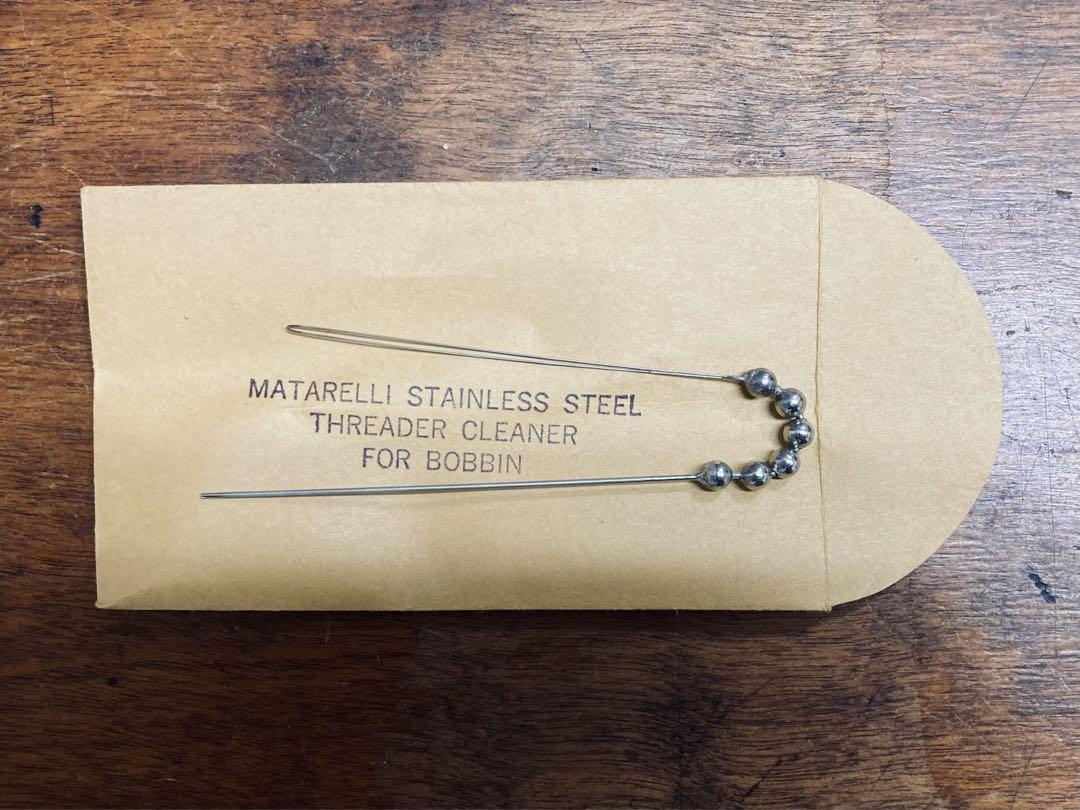 MATARELLI STAINLESS STEEL
THREADER CLEANER
FOR BOBBIN